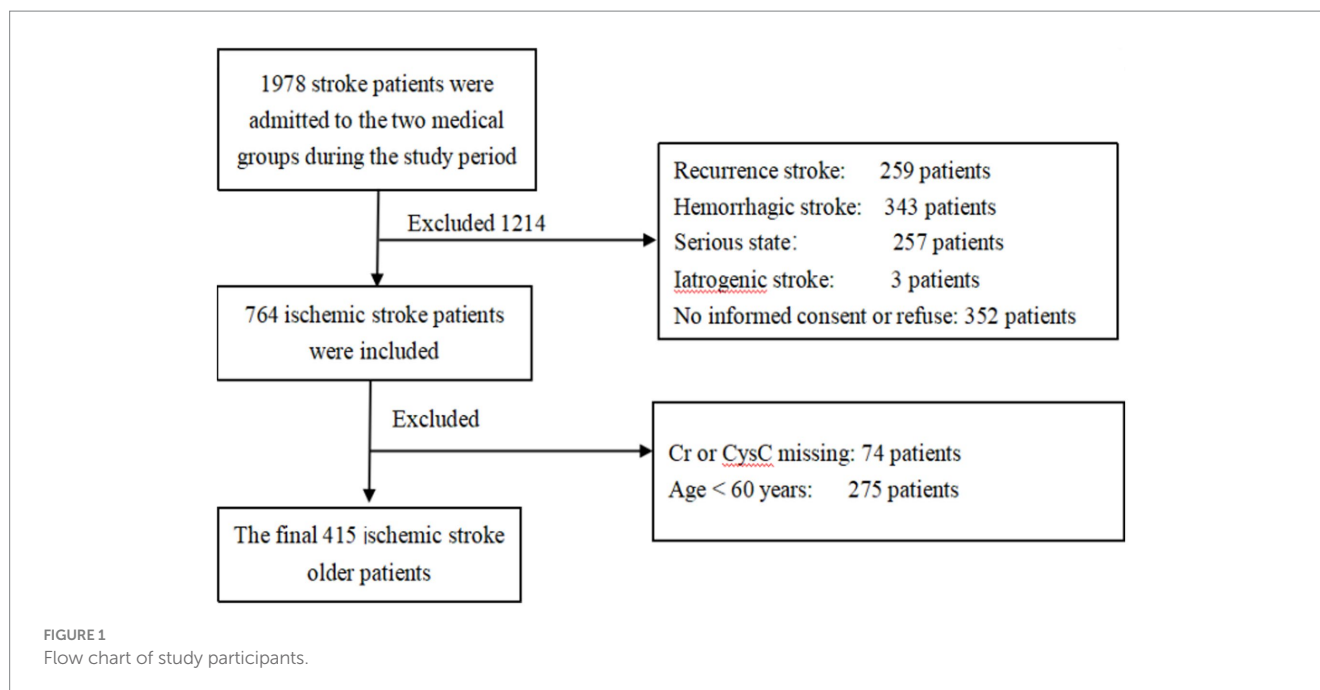 1978 stroke patients were
admitted to the two medical
groups during the study period
Excluded 1214
Recurrence stroke: 259 patients
Hemorrhagic stroke: 343 patients
Serious state: 257 patients
Iatrogenic stroke: 3 patients
No informed consent or refuse: 352 patients
764 ischemic stroke patients
were included
Excluded
Cr or CysC missing: 74 patients
Age < 60 years: 275 patients
The final 415 ischemic stroke
older patients
FIGURE 1
Flow chart of study participants.